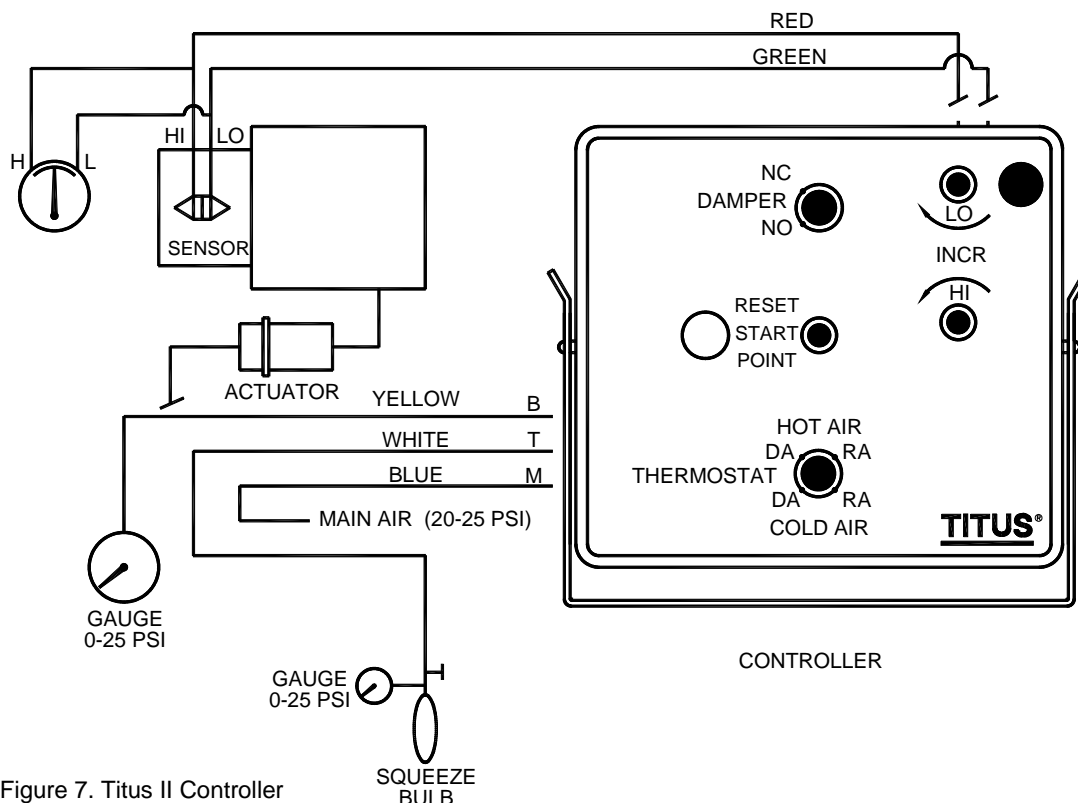 RED
GREEN
HI LO
H L
SENSOR
ACTUATOR
YELLOW B
WHITE T
BLUE M
MAIN AIR (20-25 PSI)
GAUGE
0-25 PSI
GAUGE
0-25 PSI
SQUEEZE
BULB
NC
DAMPER
NO
LO
INCR
HI
RESET
START
POINT
HOT AIR
DA RA
THERMOSTAT
DA RA
COLD AIR
TITUS®
CONTROLLER
Figure 7. Titus II Controller